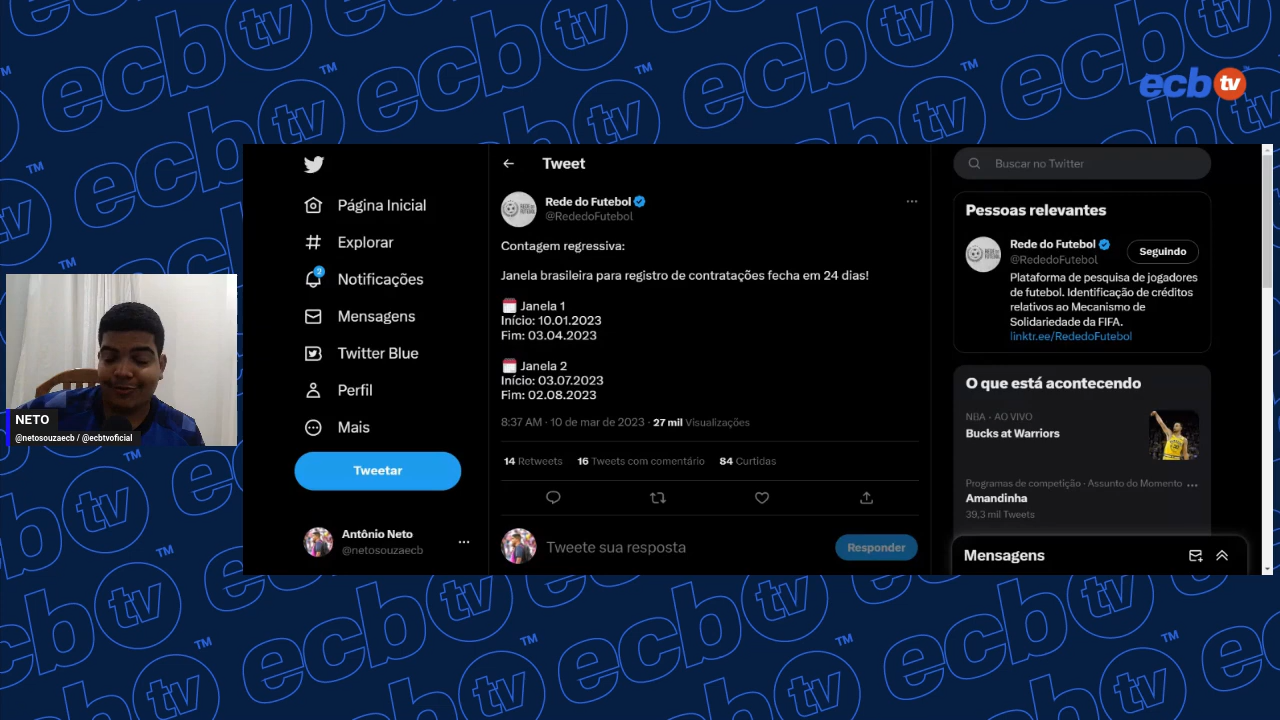 ecbtv
Página Inicial
Explorar
2
Notificações
Mensagens
Twitter Blue
Perfil
Mais
Tweetar
Antônio Neto
@netosouzaecb
Tweet
Rede do Futebol
@RededoFutebol
Contagem regressiva:
Janela brasileira para registro de contratações fecha em 24 dias!
Janela 1
Início: 10.01.2023
Fim: 03.04.2023
Janela 2
Início: 03.07.2023
Fim: 02.08.2023
8:37 AM · 10 de mar de 2023 · 27 mil Visualizações
14 Retweets 16 Tweets com comentário 84 Curtidas
Tweete sua resposta
Responder
Buscar no Twitter
Pessoas relevantes
Rede do Futebol
@RededoFutebol
Seguindo
Plataforma de pesquisa de jogadores
de futebol. Identificação de créditos
relativos ao Mecanismo de
Solidariedade da FIFA.
linktr.ee/RededoFutebol
O que está acontecendo
NBA · AO VIVO
Bucks at Warriors
Programas de competição · Assunto do Momento
Amandinha
39,3 mil Tweets
Mensagens
NETO
@netosouzaecb / @ecbtvoficial